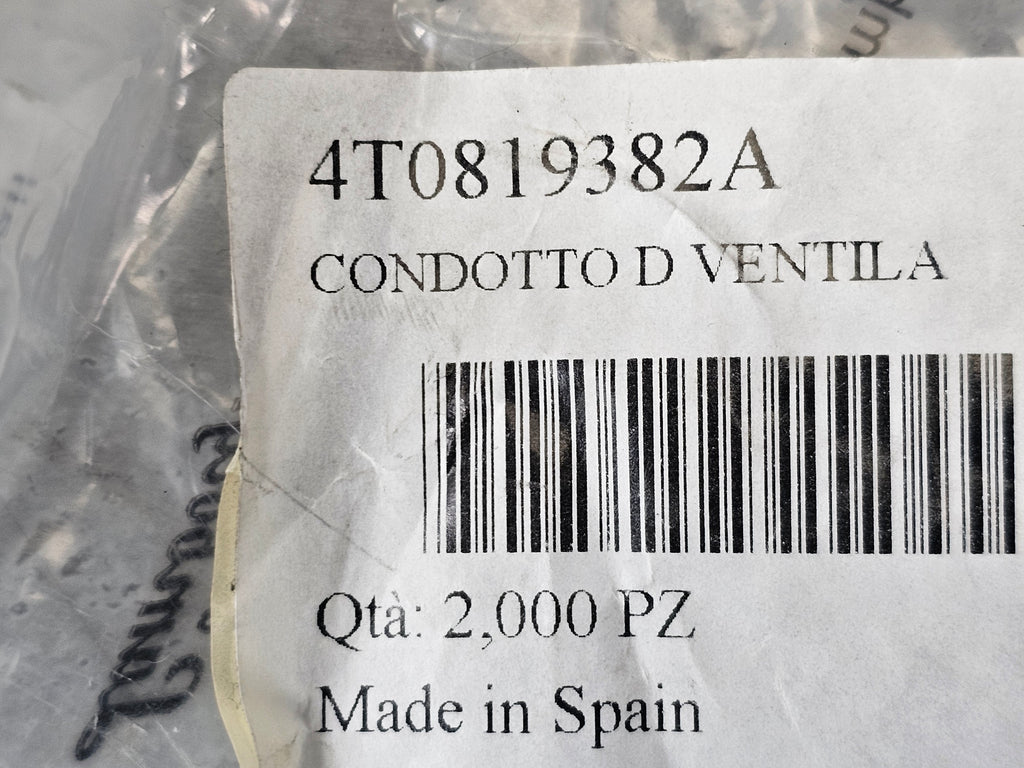 4T0819382A
CONDOTTO D VENTILA
Qtà: 2,000 PZ
Made in Spain